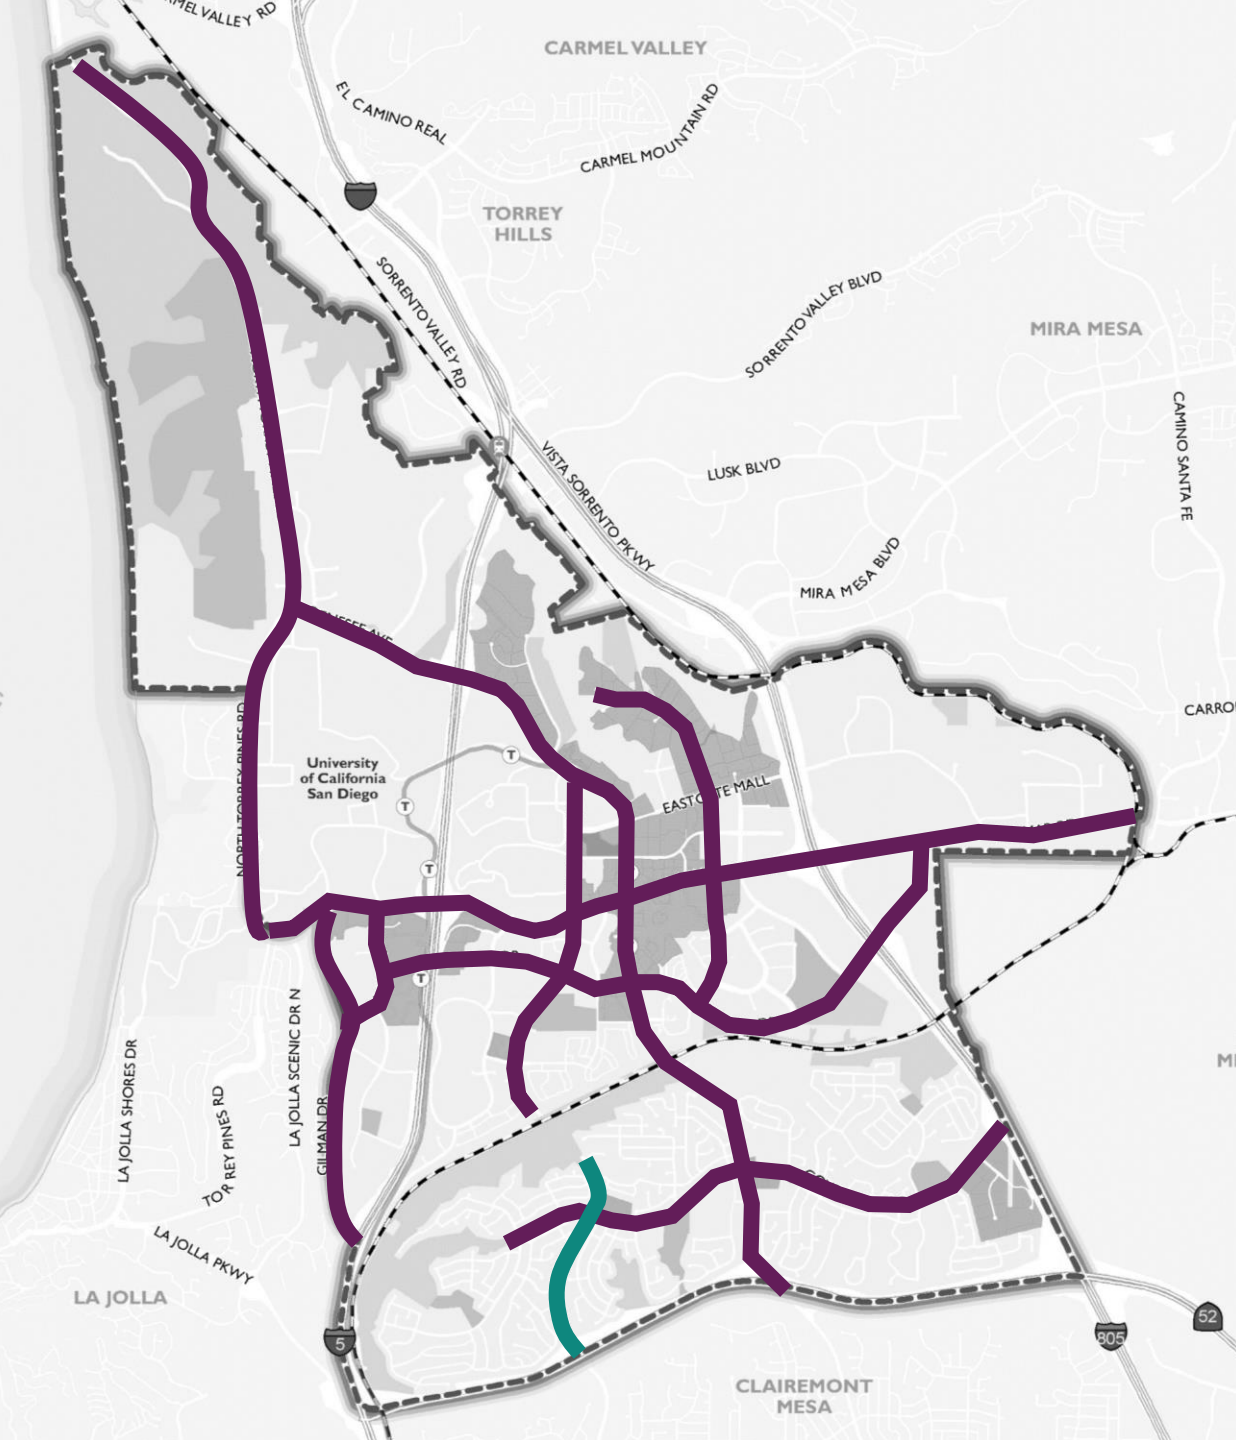 CARMEL VALLEY
EL CAMINO REAL
CARMEL MOUNTAIN RD
TORREY
HILLS
SORRENTO VALLEY RD
SORRENTO VALLEY BLVD
MIRA MESA
CAMINO SANTA FE
VISTA SORRENTO PKWY
LUSK BLVD
MIRA MESA BLVD
CARRO
NORTH TORREY PINES RD
University
of California
San Diego
T
T
T
T
EASTGATE MALL
LA JOLLA SHORES DR
TORREY PINES RD
LA JOLLA SCENIC DR N
GILMAN DR
LA JOLLA PKWY
LA JOLLA
5
805
52
CLAIREMONT
MESA